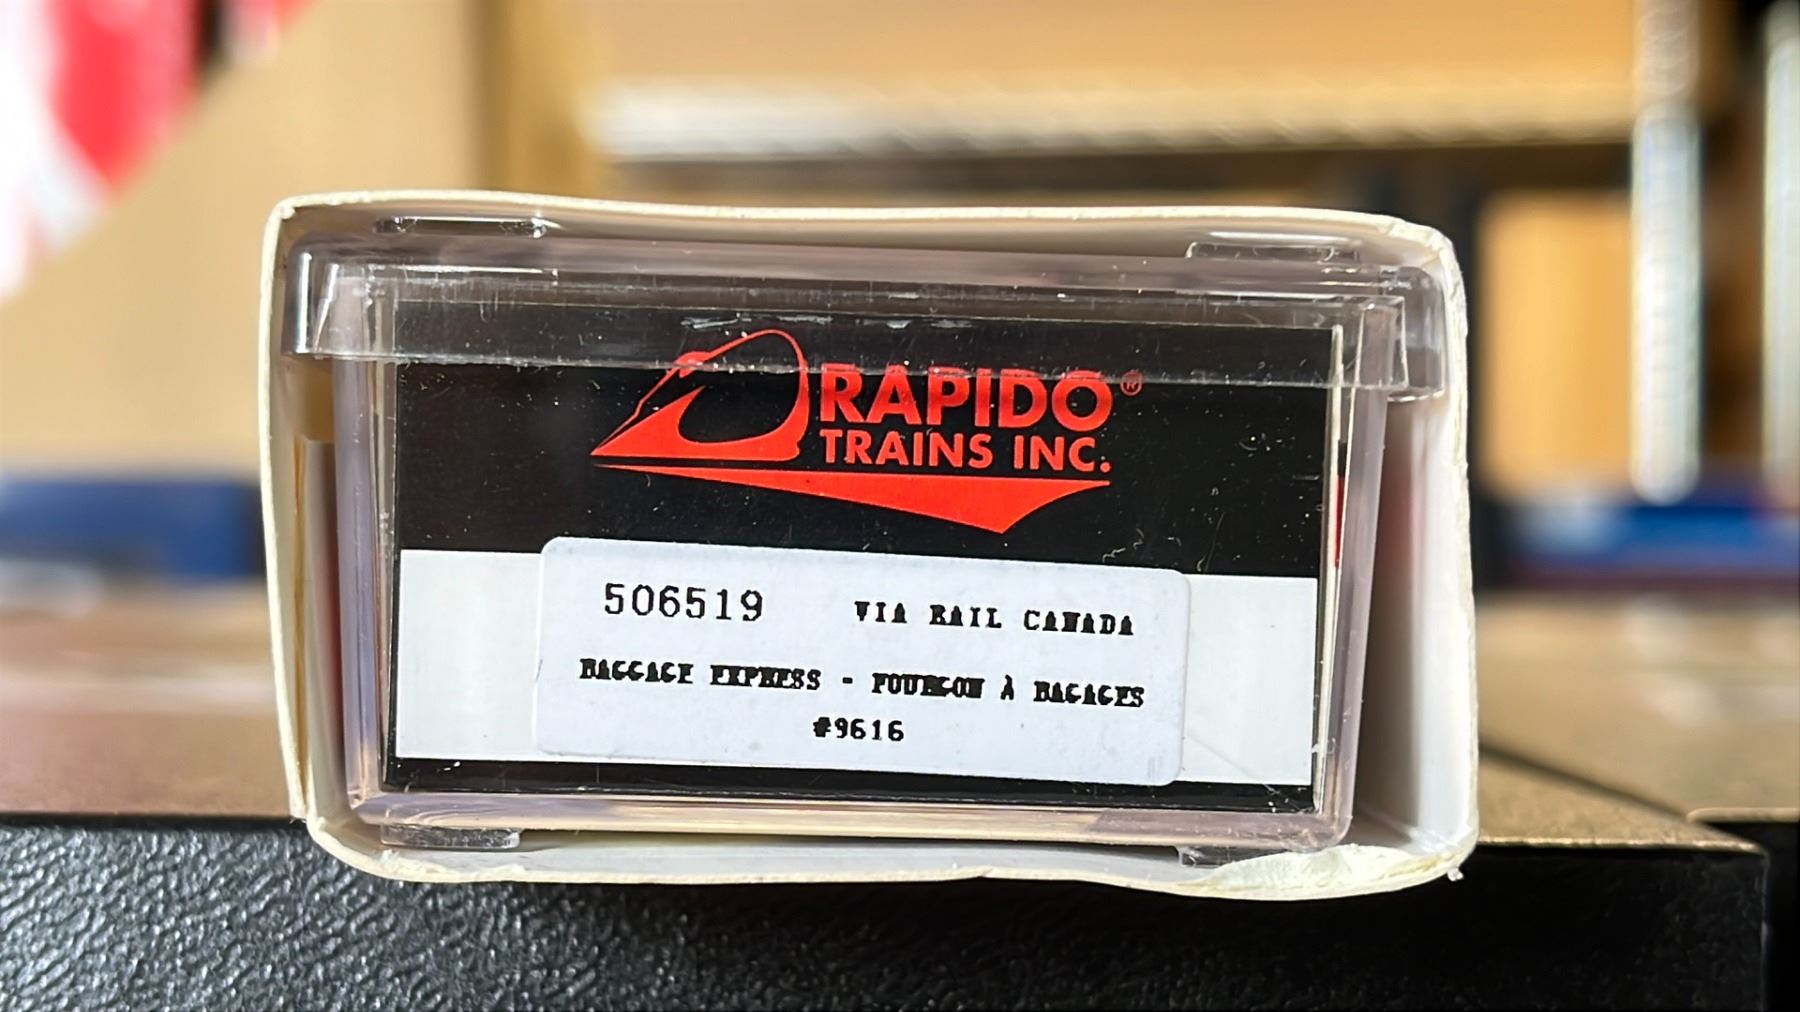 RAPIDO®
TRAINS INC.
506519 VIA RAIL CANADA
BAGGAGE EXPRESS - FOURGON À BAGAGES
#9616